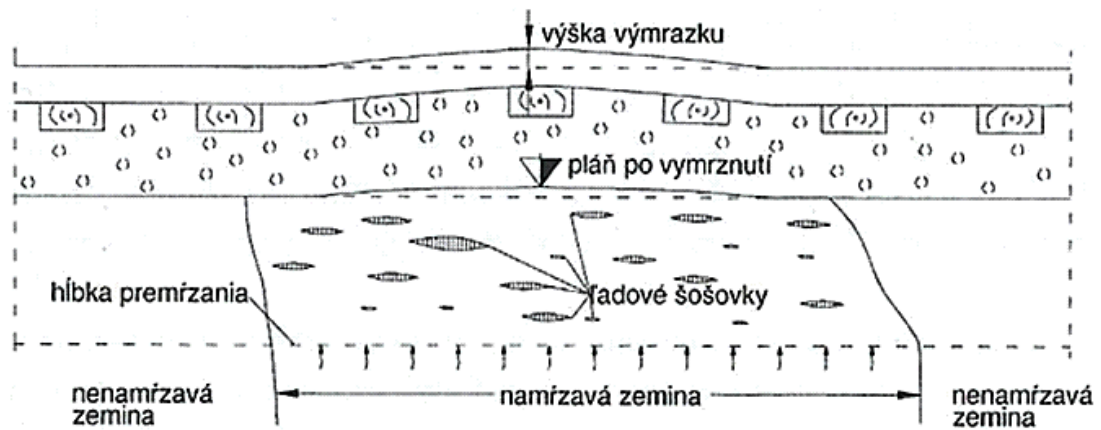 výška výmrazku
pláň po vymrznutí
hĺbka premŕzania
ľadové šošovky
nenamŕzavá
zemina
namŕzavá zemina
nenamŕzavá
zemina